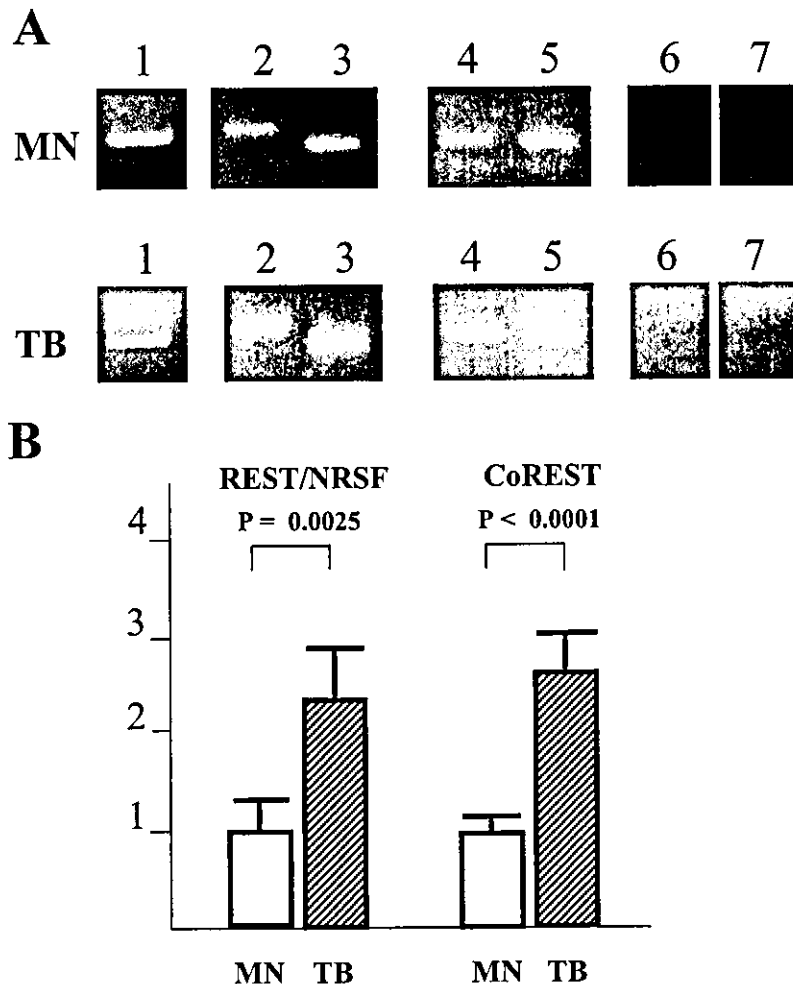 A
1 2 3 4 5 6 7
MN
1 2 3 4 5 6 7
TB
B
REST/NRSF CoREST
P = 0.0025 P < 0.0001
4
3
2
1
MN TB MN TB